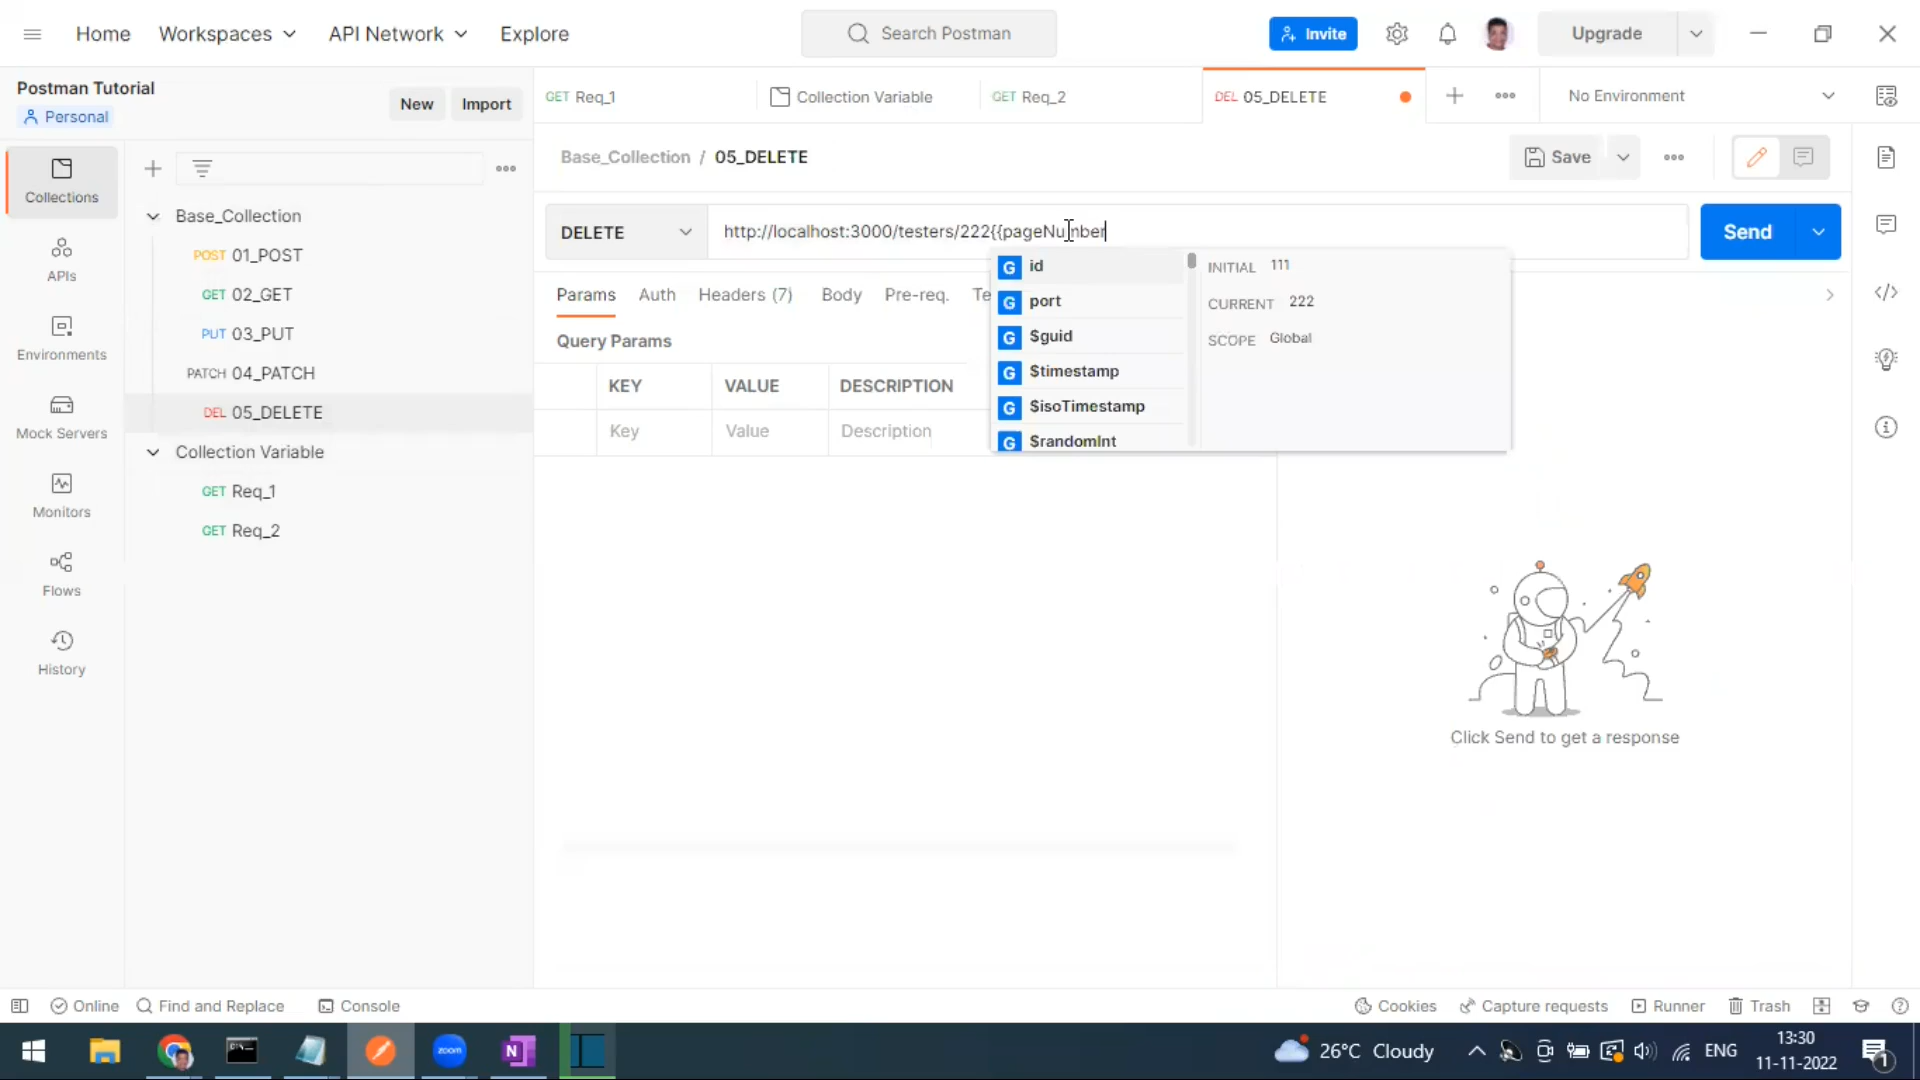 Home
Workspaces
API Network
Explore
Search Postman
Invite
Upgrade
Postman Tutorial
New
Import
Personal
GET Req_1
Collection Variable
GET Req_2
DEL 05_DELETE
No Environment
Base_Collection / 05_DELETE
Save
Collections
APIs
Environments
Mock Servers
Monitors
Flows
History
Base_Collection
POST 01_POST
GET 02_GET
PUT 03_PUT
PATCH 04_PATCH
DEL 05_DELETE
Collection Variable
GET Req_1
GET Req_2
DELETE
http://localhost:3000/testers/222{{pageNumber
Send
Params
Auth
Headers (7)
Body
Pre-req.
Te
Query Params
KEY
VALUE
DESCRIPTION
Key
Value
Description
G id
G port
G $guid
G $timestamp
G $isoTimestamp
G $randomInt
INITIAL 111
CURRENT 222
SCOPE Global
Click Send to get a response
Online
Find and Replace
Console
Cookies
Capture requests
Runner
Trash
zoom
N
26°C Cloudy
ENG
13:30
11-11-2022
1